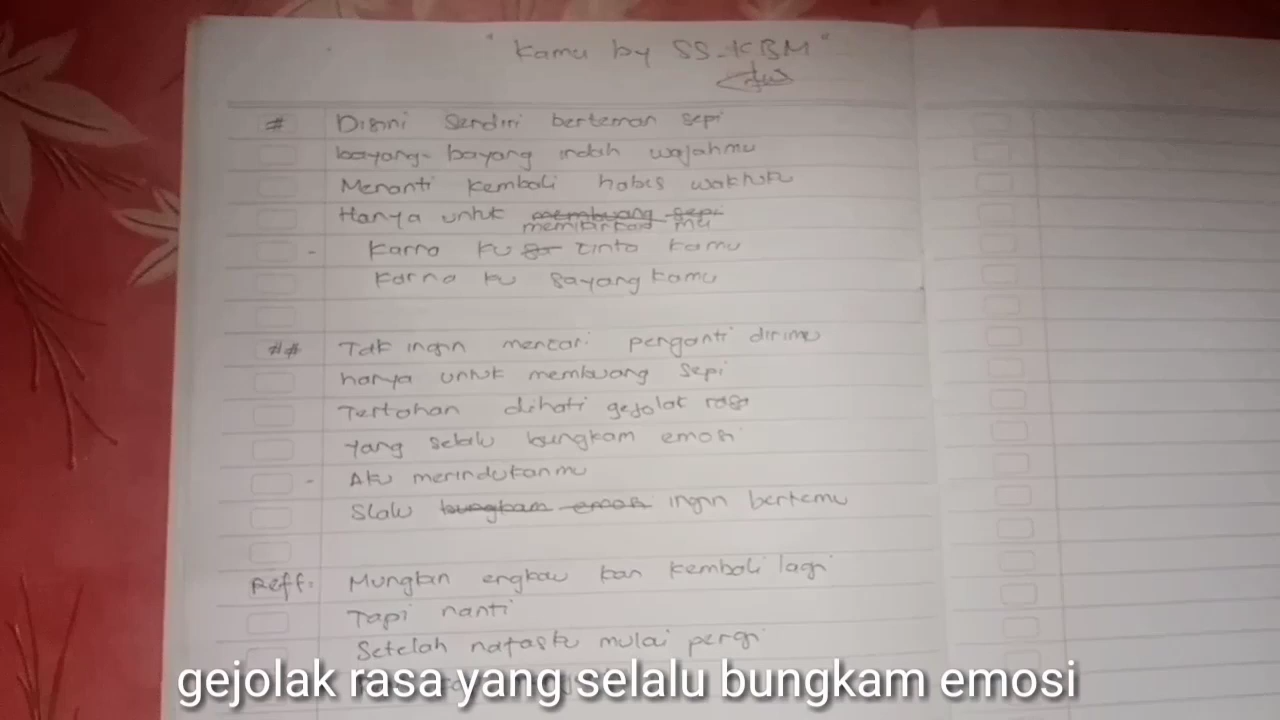 " Kamu by SS-KBM "
# Disini Sendiri berteman sepi
bayang-bayang indah wajahmu
Menanti kembali habis waktuku
Hanya untuk membuang sepi
memikirkan mu
- Karna ku cinta kamu
Karna ku sayang kamu
## Tak ingin mencari penganti dirimu
hanya untuk membuang sepi
Tertahan dihati gejolak rasa
yang selalu bungkam emosi
- Aku merindukanmu
Slalu bungkam emosi ingin bertemu
Reff: Mungkin engkau kan kembali lagi
Tapi nanti
Setelah nafasku mulai pergi
gejolak rasa yang selalu bungkam emosi